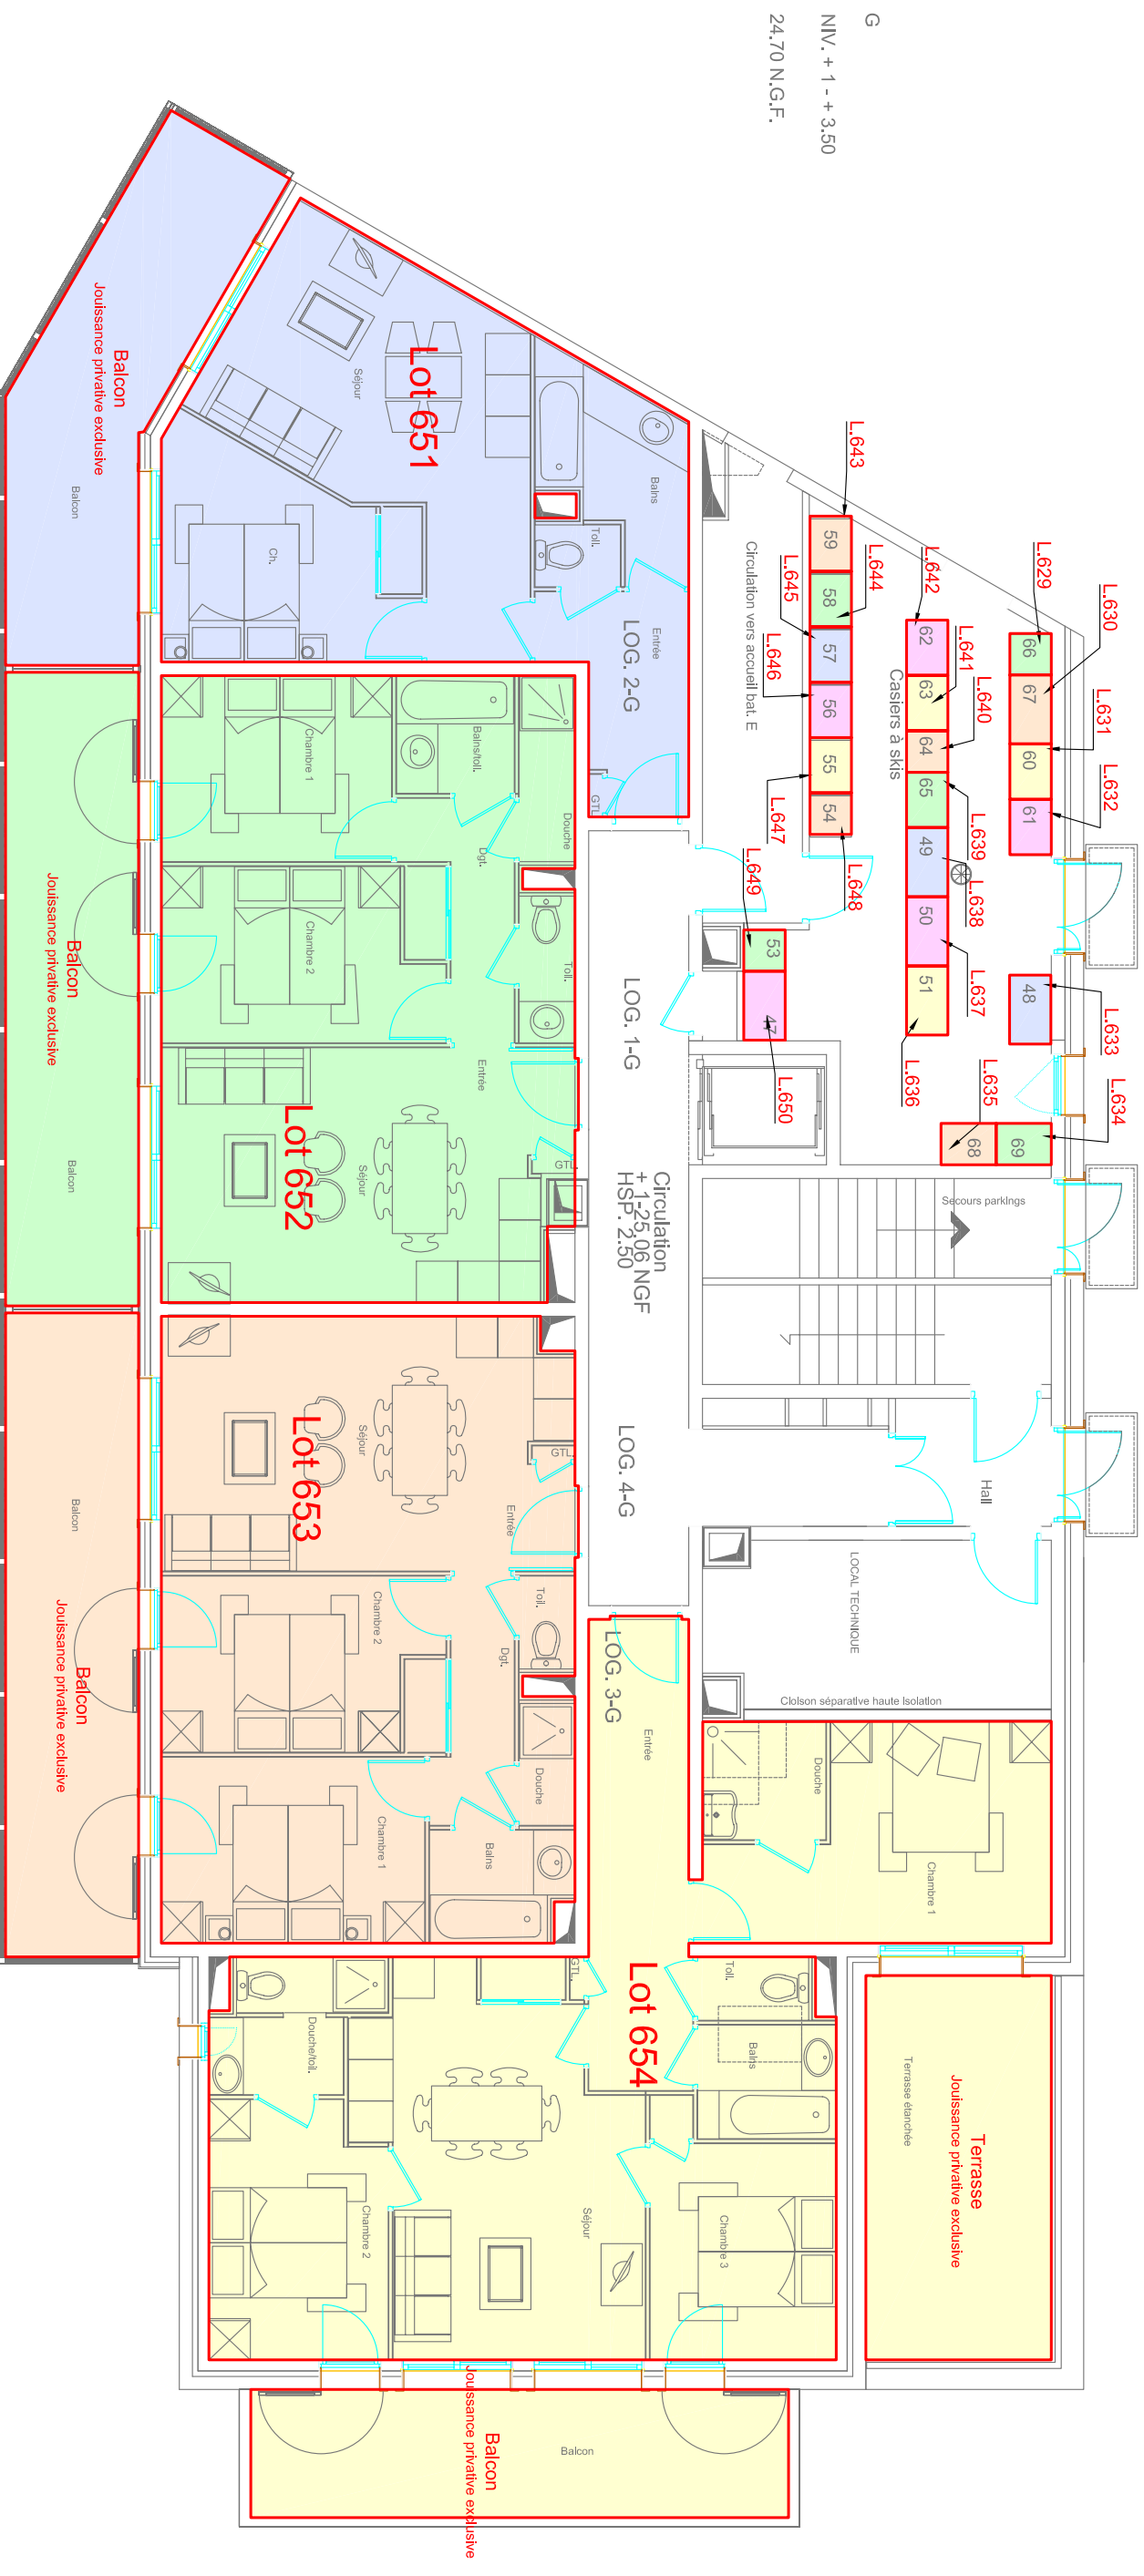 G
NIV. + 1 - + 3.50
24.70 N.G.F.
L.629
L.630
L.631
L.632
L.633
L.634
66
67
60
61
48
69
68
L.635
L.642
L.641
L.640
L.639
L.638
L.637
L.636
62
63
64
65
49
50
51
Casiers à skis
L.643
L.644
L.645
L.646
L.647
L.648
59
58
57
56
55
54
Circulation vers accueil bat. E
L.649
L.650
53
47
Secours parkings
Hall
LOCAL TECHNIQUE
Cloison séparative haute isolation
Circulation
+ 1-25.06 NGF
HSP. 2.50
LOG. 2-G
LOG. 1-G
LOG. 4-G
LOG. 3-G
Lot 651
Séjour
Ch.
Bains
Toil.
Entrée
GTL
Balcon
Jouissance privative exclusive
Balcon
Lot 652
Chambre 1
Bains/toil.
Douche
Dgt.
Chambre 2
Toil.
Entrée
Séjour
GTL
Balcon
Jouissance privative exclusive
Balcon
Lot 653
Séjour
GTL
Entrée
Toil.
Chambre 2
Dgt.
Douche
Bains
Chambre 1
Balcon
Jouissance privative exclusive
Balcon
Lot 654
Entrée
Douche
Chambre 1
Toil.
Bains
GTL
Douche/toil.
Chambre 2
Séjour
Chambre 3
Terrasse
Jouissance privative exclusive
Terrasse étanchée
Balcon
Jouissance privative exclusive
Balcon